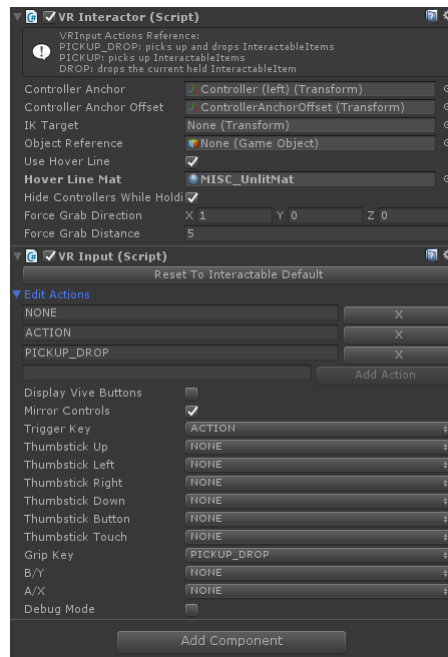 VR Interactor (Script)
VRInput Actions Reference:
PICKUP_DROP: picks up and drops InteractableItems
PICKUP: picks up InteractableItems
DROP: drops the current held InteractableItem
Controller Anchor Controller (left) (Transform)
Controller Anchor Offset ControllerAnchorOffset (Transform)
IK Target None (Transform)
Object Reference None (Game Object)
Use Hover Line
Hover Line Mat MISC_UnlitMat
Hide Controllers While Holdi
Force Grab Direction X 1 Y 0 Z 0
Force Grab Distance 5
VR Input (Script)
Reset To Interactable Default
Edit Actions
NONE X
ACTION X
PICKUP_DROP X
Add Action
Display Vive Buttons
Mirror Controls
Trigger Key ACTION
Thumbstick Up NONE
Thumbstick Left NONE
Thumbstick Right NONE
Thumbstick Down NONE
Thumbstick Button NONE
Thumbstick Touch NONE
Grip Key PICKUP_DROP
B/Y NONE
A/X NONE
Debug Mode
Add Component